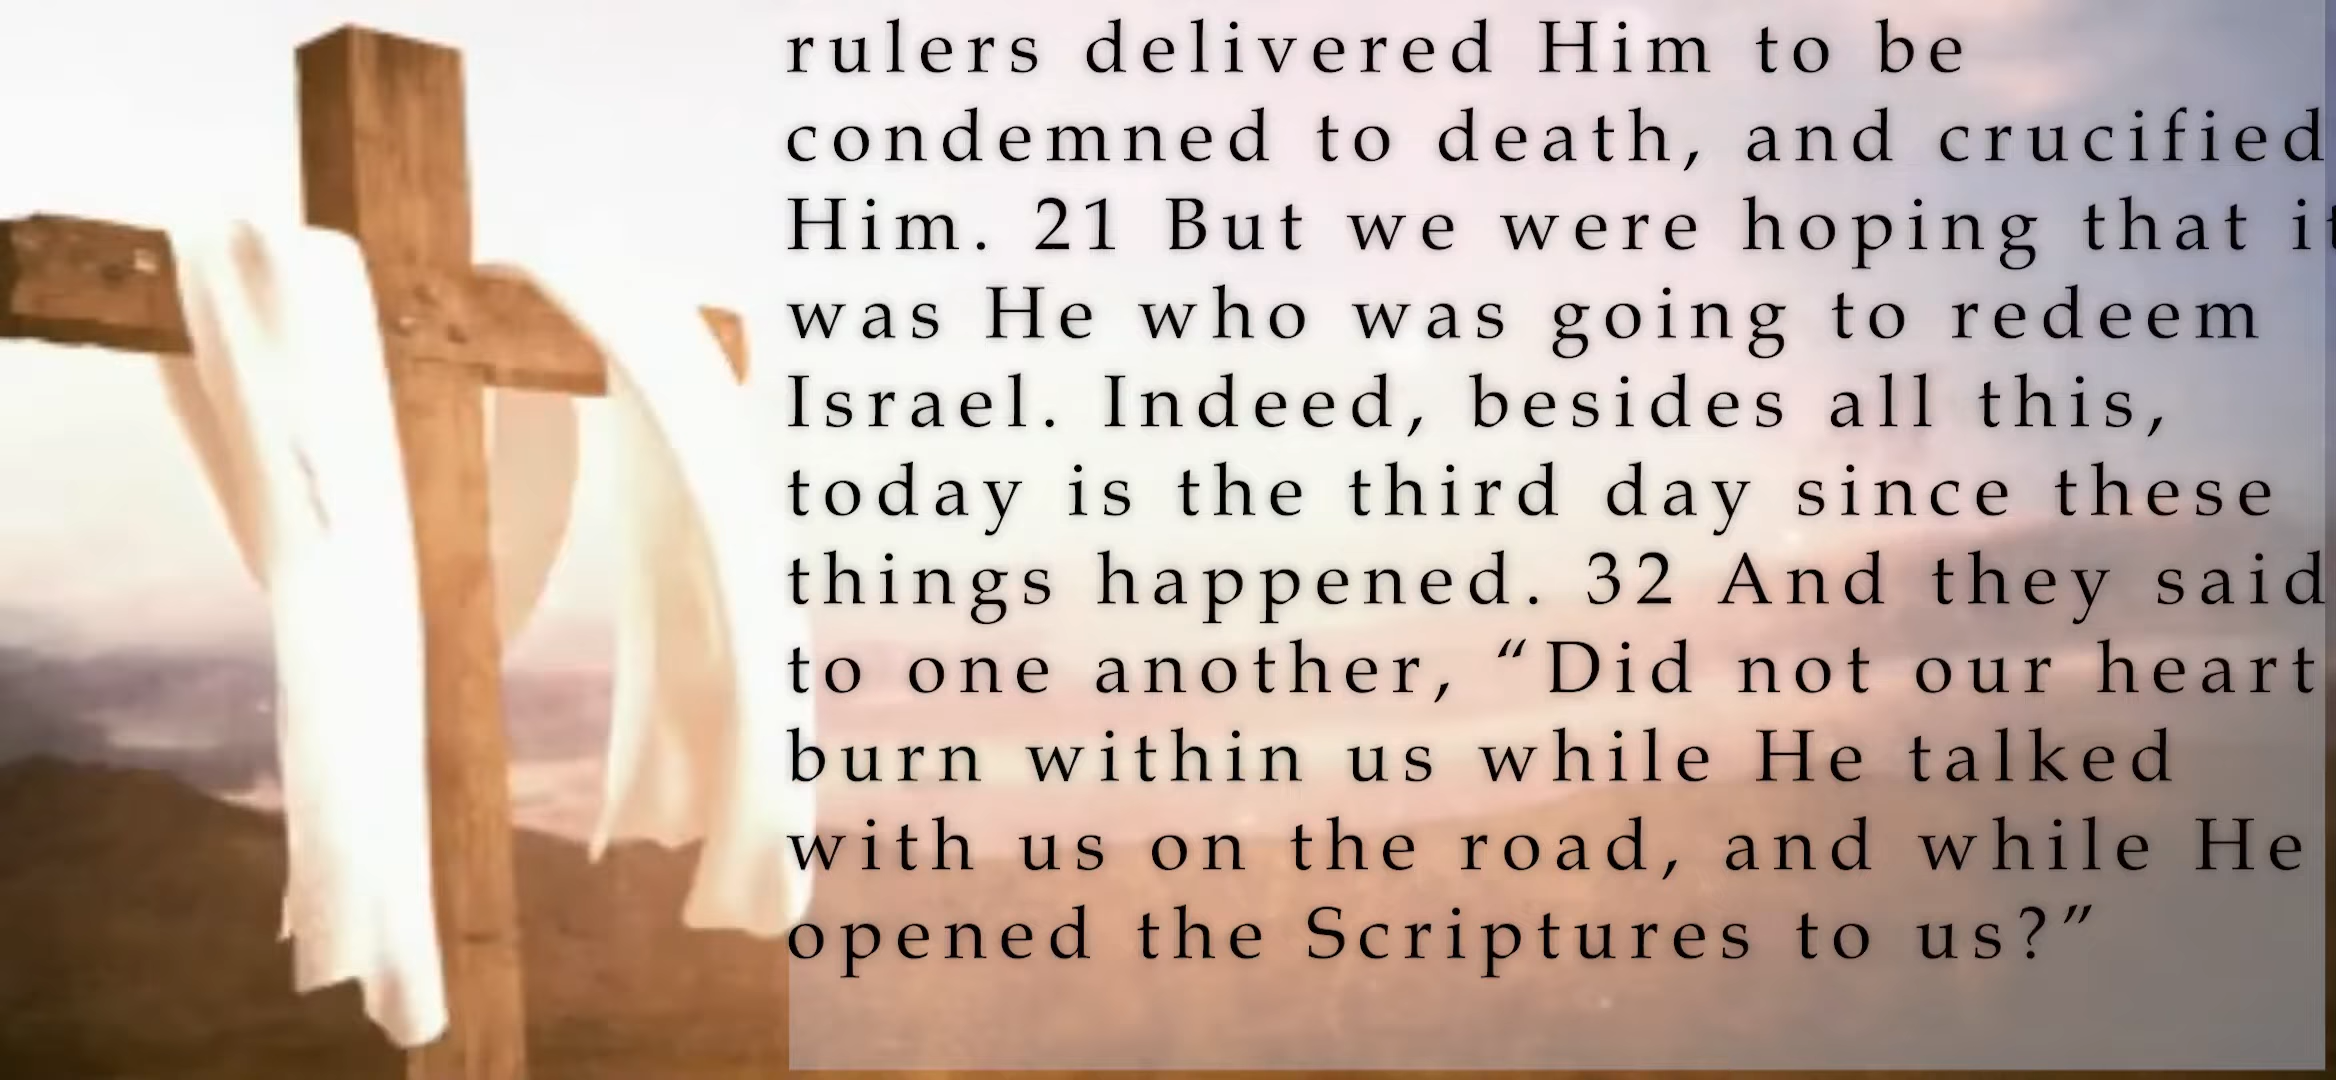 rulers delivered Him to be
condemned to death, and crucified
Him. 21 But we were hoping that it
was He who was going to redeem
Israel. Indeed, besides all this,
today is the third day since these
things happened. 32 And they said
to one another, “Did not our heart
burn within us while He talked
with us on the road, and while He
opened the Scriptures to us?”